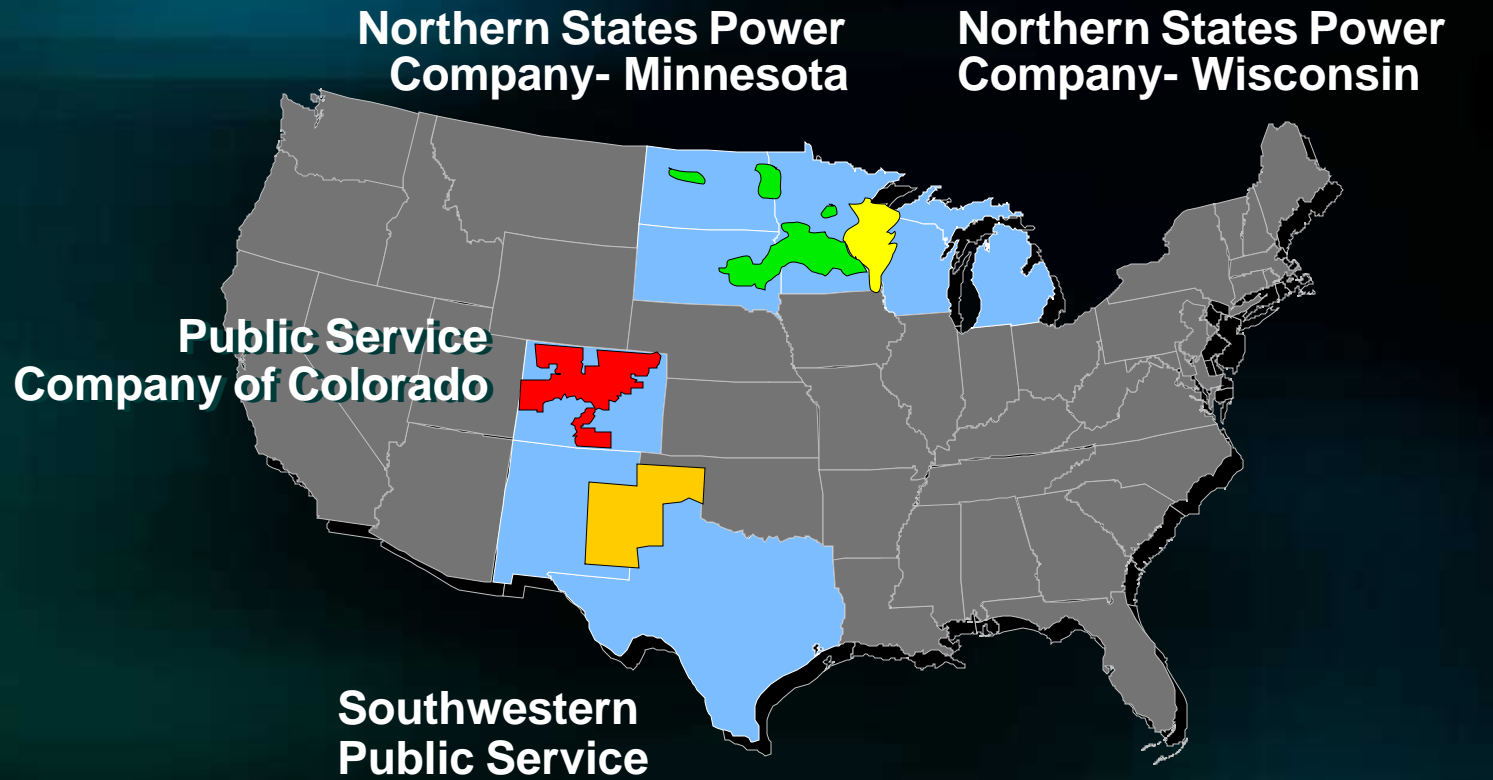 Northern States Power
Company- Minnesota
Northern States Power
Company- Wisconsin
Public Service
Company of Colorado
Southwestern
Public Service